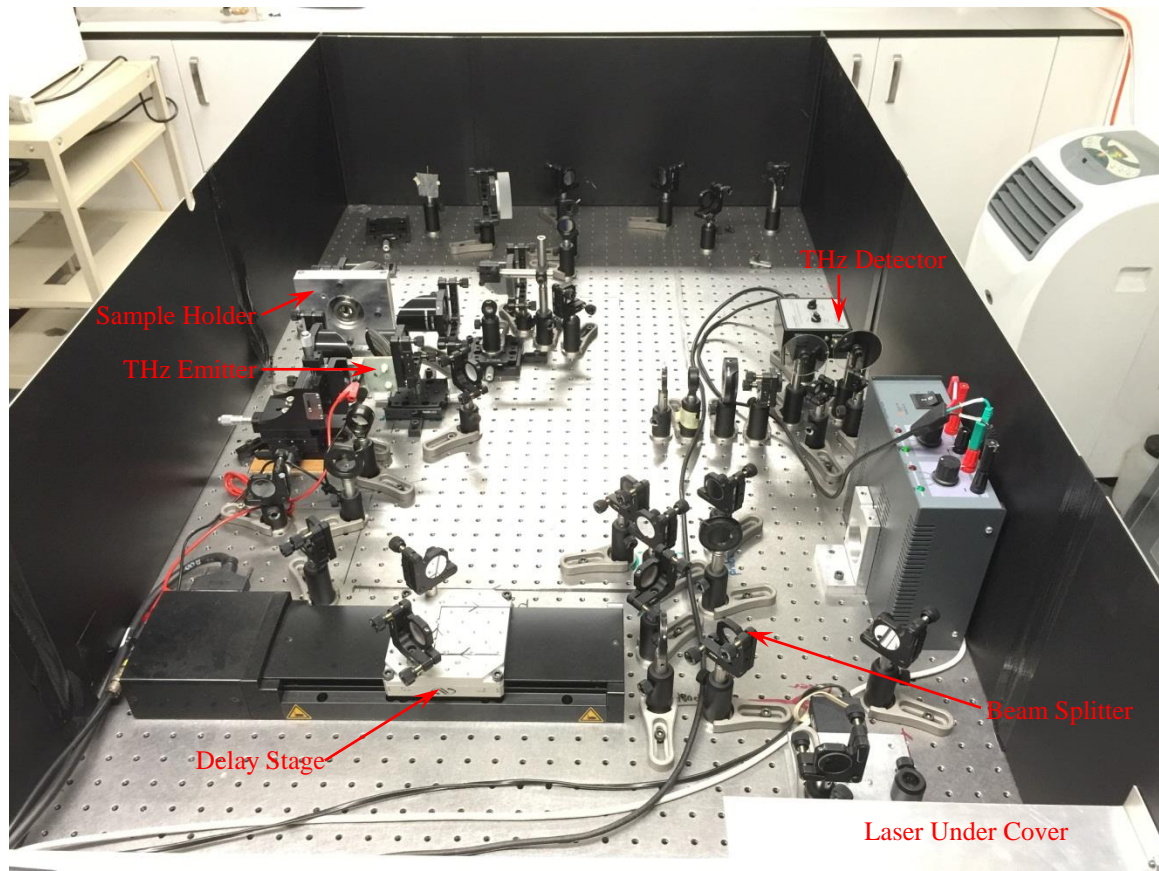 THz Detector
Sample Holder
THz Emitter
Beam Splitter
Delay Stage
Laser Under Cover